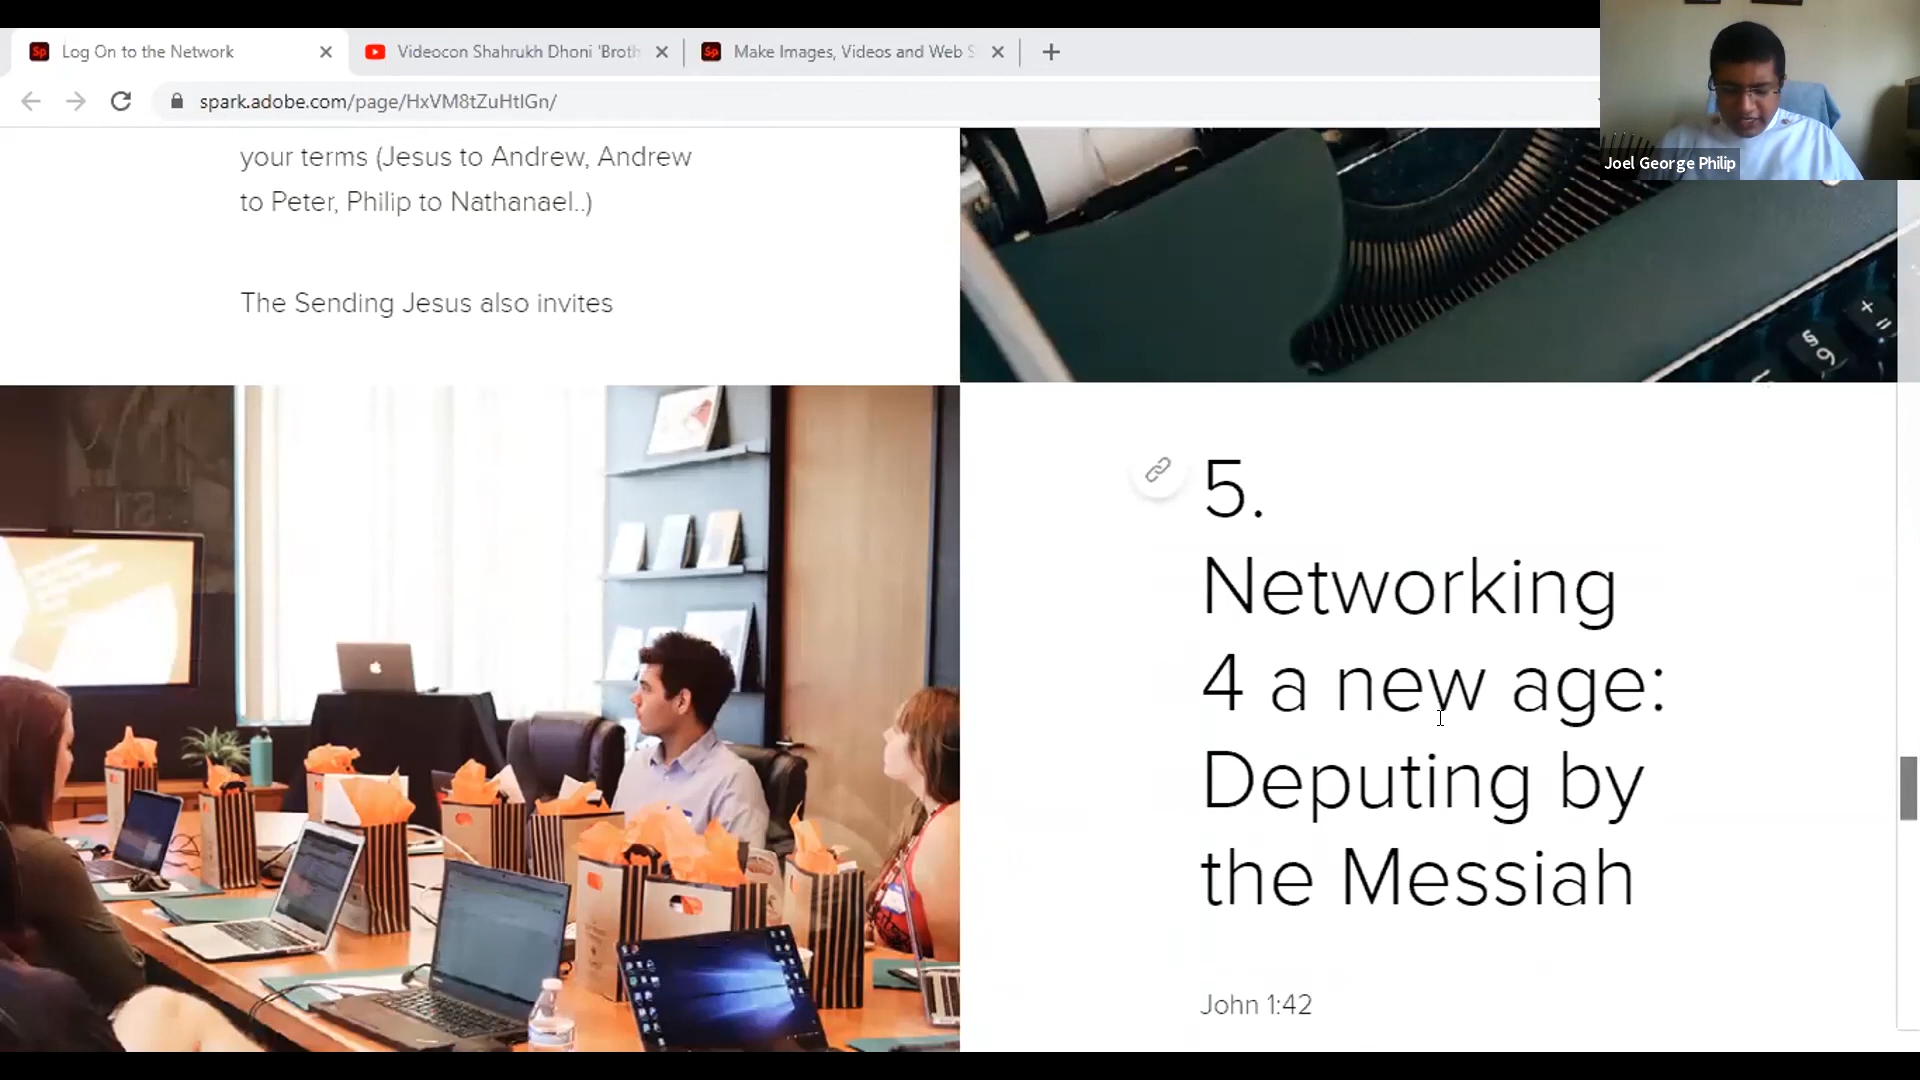 Log On to the Network
Videocon Shahrukh Dhoni 'Broth
Make Images, Videos and Web S
spark.adobe.com/page/HxVM8tZuHtIGn/
Joel George Philip
your terms (Jesus to Andrew, Andrew
to Peter, Philip to Nathanael..)
The Sending Jesus also invites
5.
Networking
4 a new age:
Deputing by
the Messiah
John 1:42